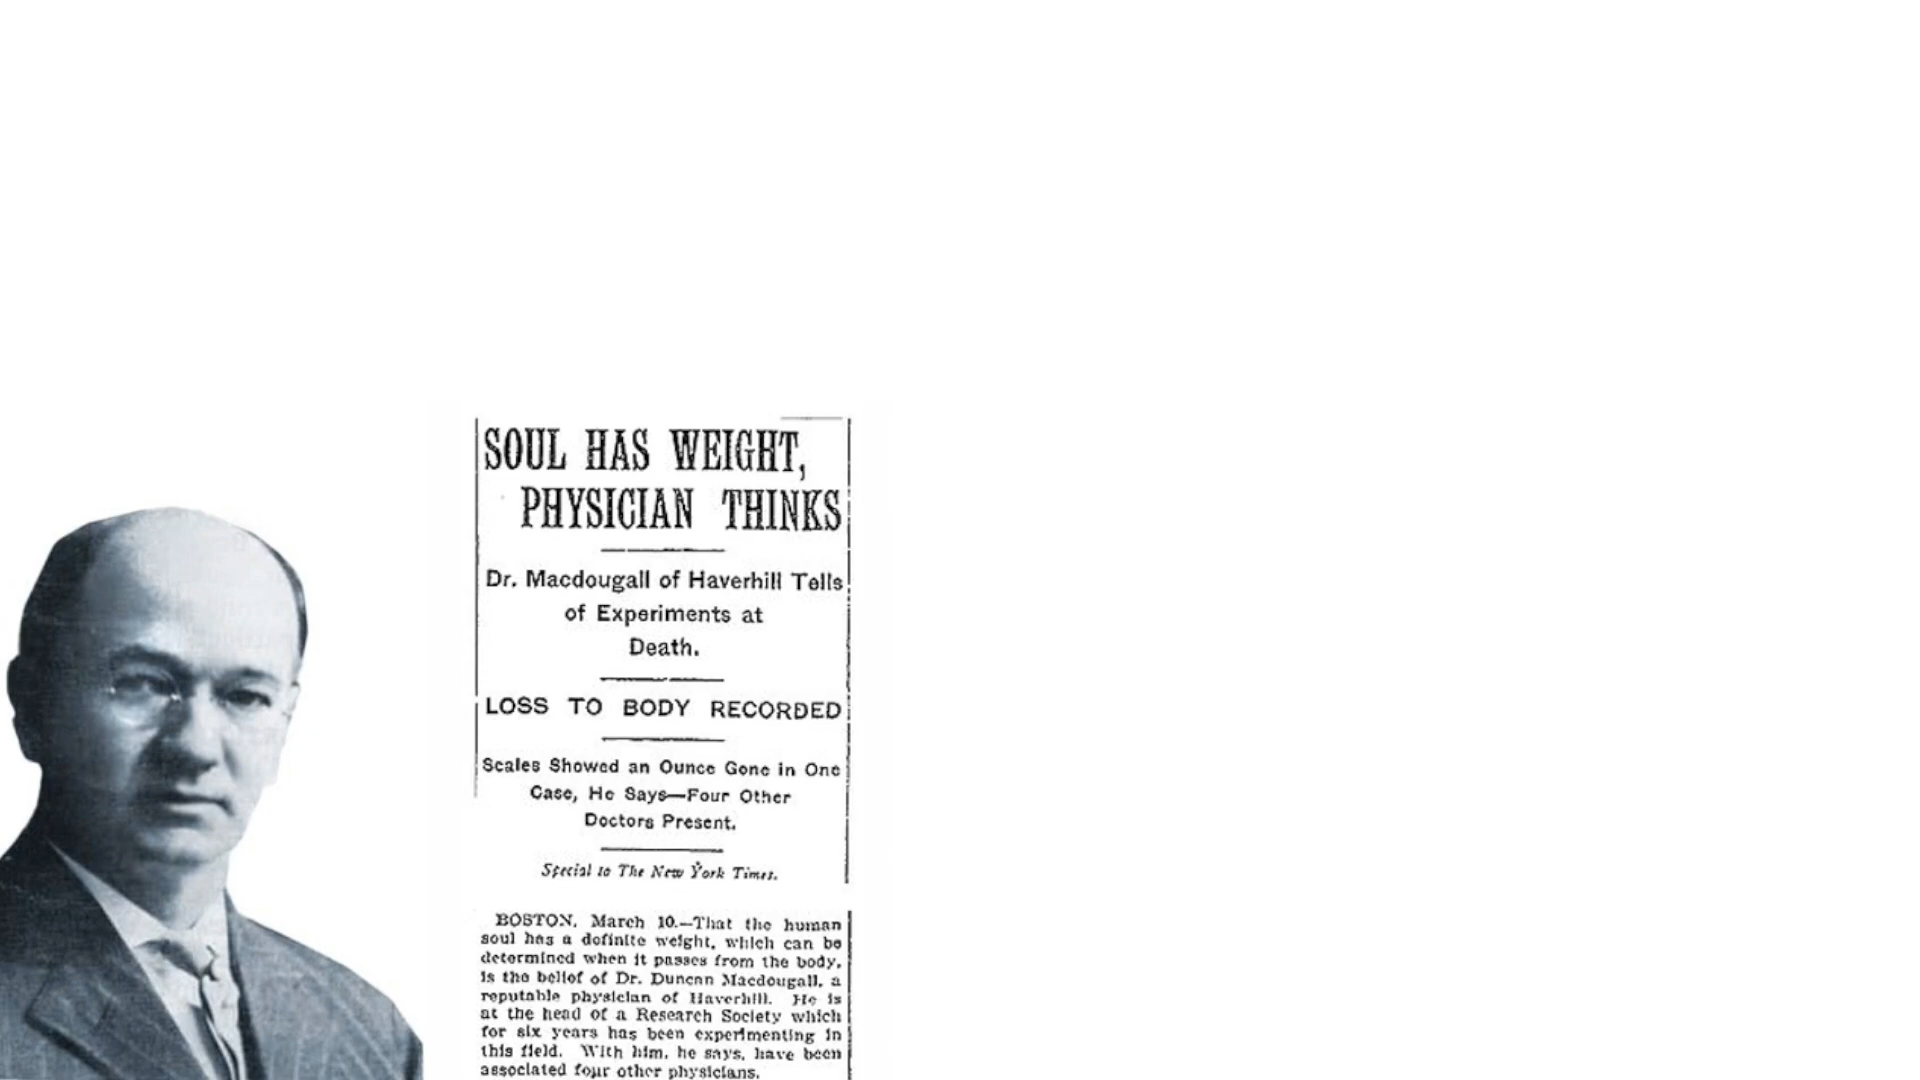 SOUL HAS WEIGHT,
PHYSICIAN THINKS
Dr. Macdougall of Haverhill Tells
of Experiments at
Death.
LOSS TO BODY RECORDED
Scales Showed an Ounce Gone in One
Case, He Says—Four Other
Doctors Present.
Special to The New York Times.
BOSTON, March 10.—That the human
soul has a definite weight, which can be
determined when it passes from the body,
is the belief of Dr. Duncan Macdougall, a
reputable physician of Haverhill. He is
at the head of a Research Society which
for six years has been experimenting in
this field. With him, he says, have been
associated four other physicians.